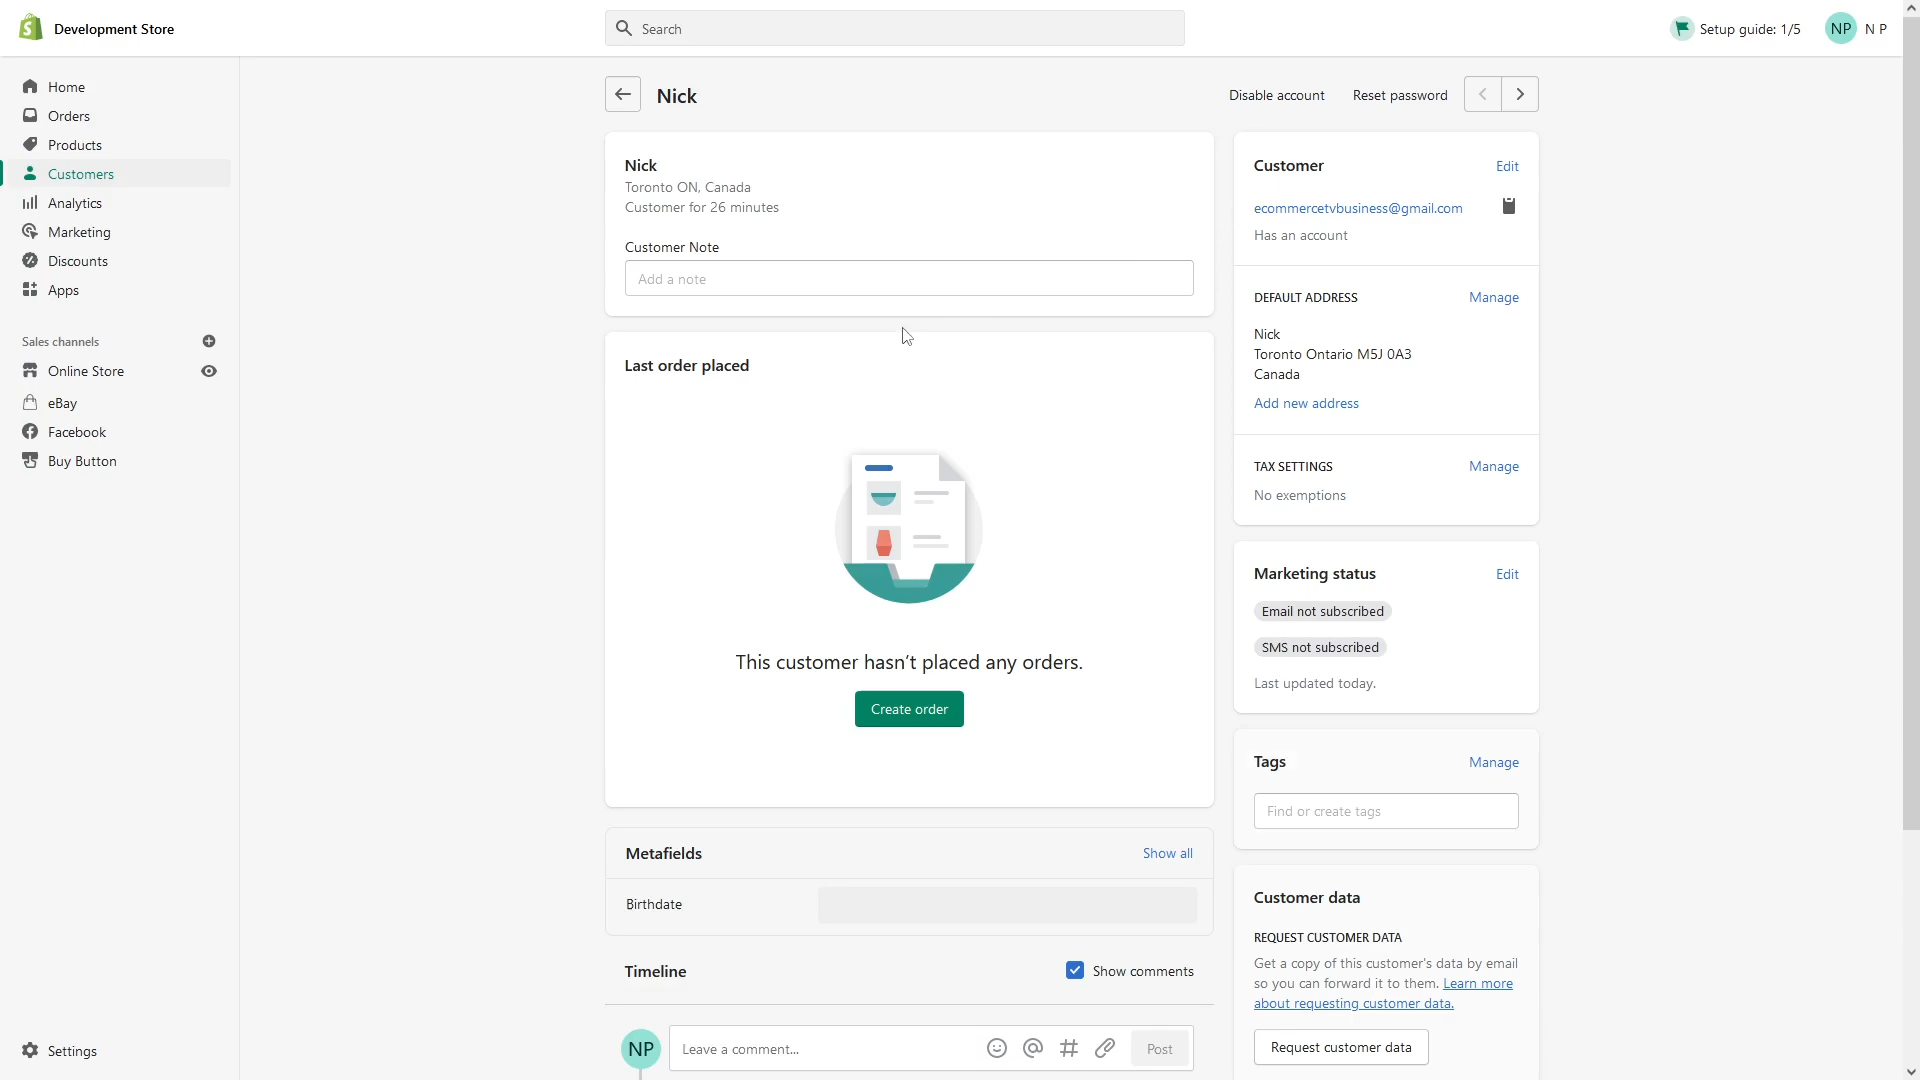 Development Store
Search
Setup guide: 1/5
NP
N P
Home
Orders
Products
Customers
Analytics
Marketing
Discounts
Apps
Sales channels
Online Store
eBay
Facebook
Buy Button
Settings
Nick
Disable account
Reset password
Nick
Toronto ON, Canada
Customer for 26 minutes
Customer Note
Add a note
Last order placed
This customer hasn't placed any orders.
Create order
Metafields
Show all
Birthdate
Timeline
Show comments
NP
Leave a comment...
Post
Customer
Edit
ecommercetvbusiness@gmail.com
Has an account
DEFAULT ADDRESS
Manage
Nick
Toronto Ontario M5J 0A3
Canada
Add new address
TAX SETTINGS
Manage
No exemptions
Marketing status
Edit
Email not subscribed
SMS not subscribed
Last updated today.
Tags
Manage
Find or create tags
Customer data
REQUEST CUSTOMER DATA
Get a copy of this customer's data by email
so you can forward it to them. Learn more
about requesting customer data.
Request customer data